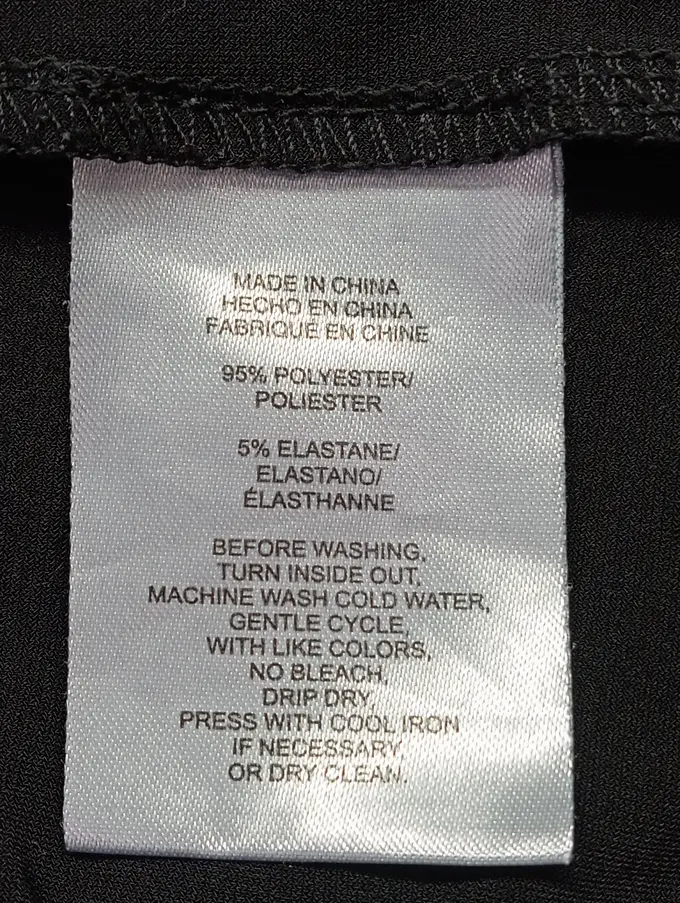 MADE IN CHINA
HECHO EN CHINA
FABRIQUÉ EN CHINE
95% POLYESTER/
POLIESTER
5% ELASTANE/
ELASTANO/
ÉLASTHANNE
BEFORE WASHING,
TURN INSIDE OUT,
MACHINE WASH COLD WATER,
GENTLE CYCLE,
WITH LIKE COLORS,
NO BLEACH,
DRIP DRY,
PRESS WITH COOL IRON
IF NECESSARY,
OR DRY CLEAN.